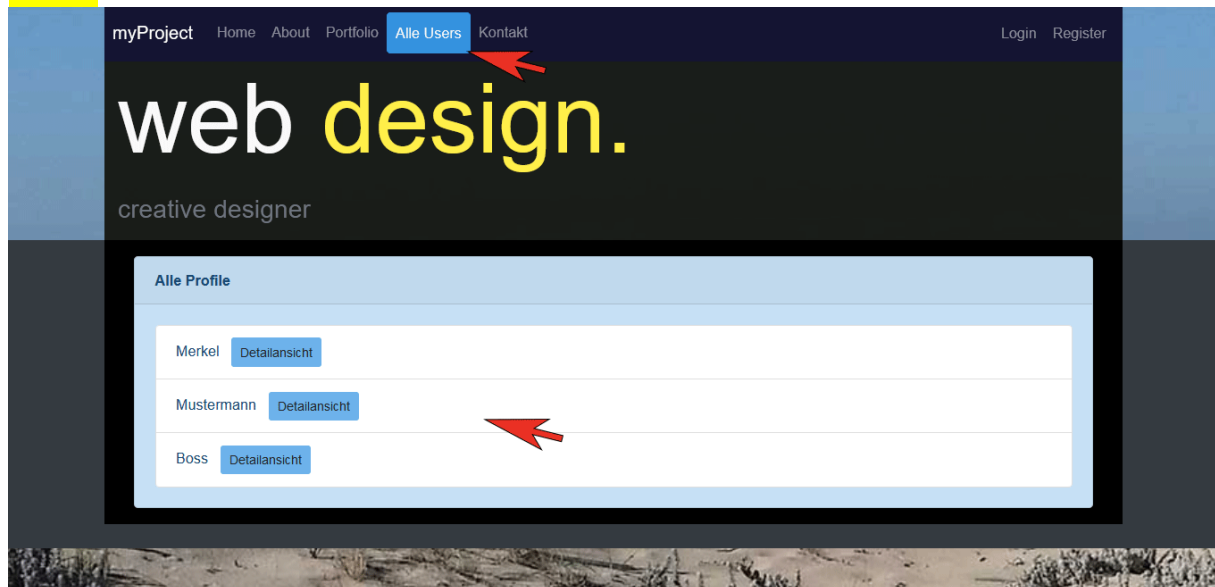 myProject Home About Portfolio Alle Users Kontakt Login Register
web design.
creative designer
Alle Profile
Merkel Detailansicht
Mustermann Detailansicht
Boss Detailansicht